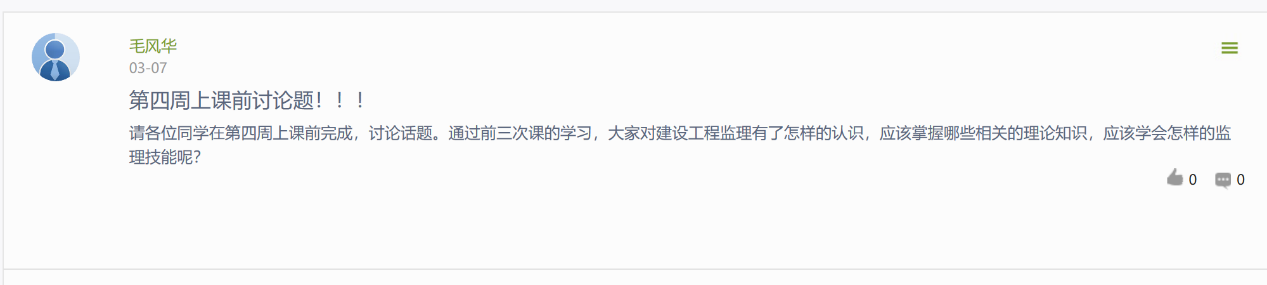 毛风华
03-07
第四周上课前讨论题！！！
请各位同学在第四周上课前完成，讨论话题。通过前三次课的学习，大家对建设工程监理有了怎样的认识，应该掌握哪些相关的理论知识，应该学会怎样的监
理技能呢？
0 0